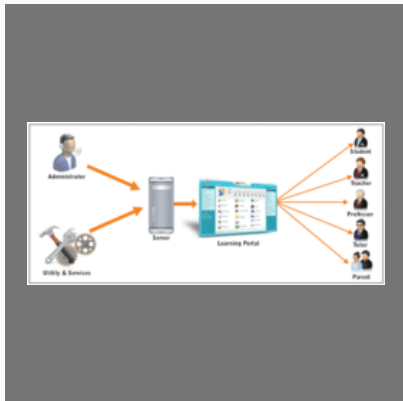 Administrator
Utility & Services
Server
Learning Portal
Student
Teacher
Professor
Tutor
Parent